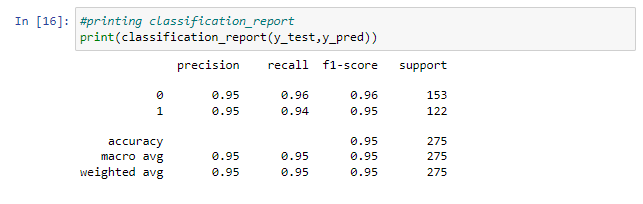 In [16]: #printing classification_report
print(classification_report(y_test,y_pred))
precision recall f1-score support
0 0.95 0.96 0.96 153
1 0.95 0.94 0.95 122
accuracy 0.95 275
macro avg 0.95 0.95 0.95 275
weighted avg 0.95 0.95 0.95 275